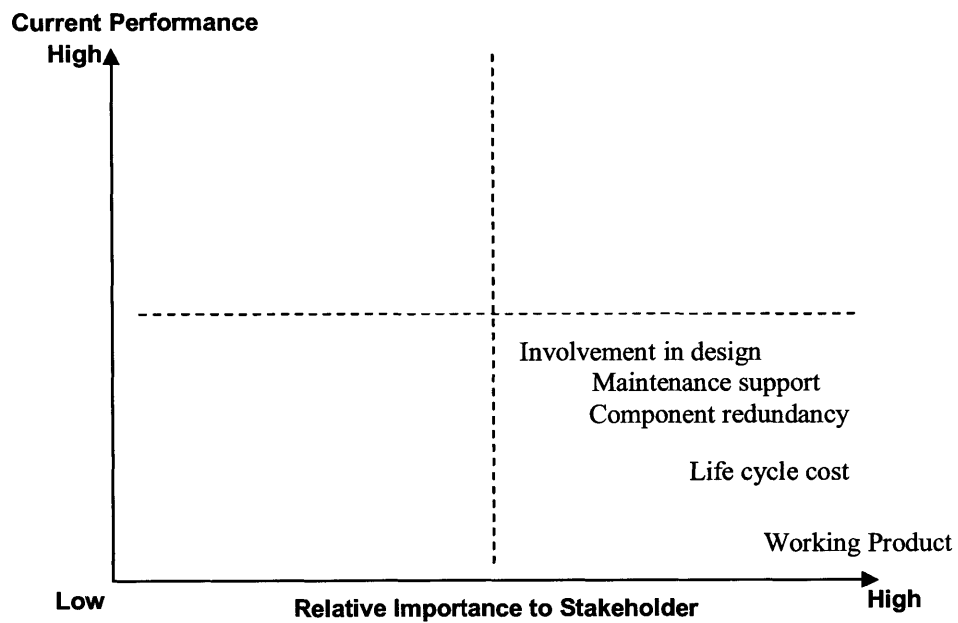 Current Performance
High
Involvement in design
Maintenance support
Component redundancy
Life cycle cost
Working Product
Low
Relative Importance to Stakeholder
High